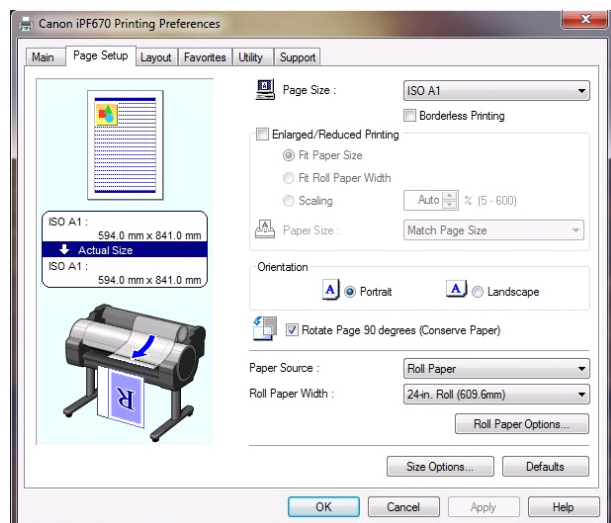 Canon iPF670 Printing Preferences
Main Page Setup Layout Favorites Utility Support
Page Size : ISO A1
Borderless Printing
Enlarged/Reduced Printing
Fit Paper Size
Fit Roll Paper Width
Scaling Auto % (5 - 600)
Paper Size : Match Page Size
ISO A1 :
594.0 mm x 841.0 mm
Actual Size
ISO A1 :
594.0 mm x 841.0 mm
Orientation
A Portrait A Landscape
Rotate Page 90 degrees (Conserve Paper)
R
Paper Source : Roll Paper
Roll Paper Width : 24-in. Roll (609.6mm)
Roll Paper Options...
Size Options... Defaults
OK Cancel Apply Help